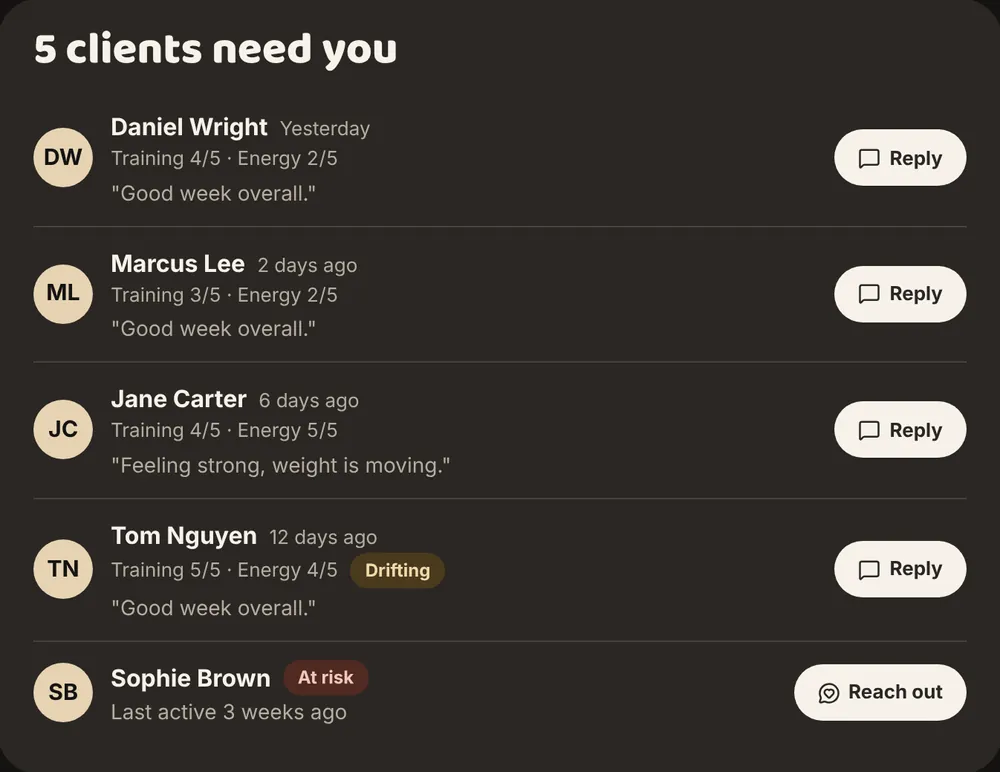 5 clients need you
DW
Daniel Wright Yesterday
Training 4/5 · Energy 2/5
"Good week overall."
Reply
ML
Marcus Lee 2 days ago
Training 3/5 · Energy 2/5
"Good week overall."
Reply
JC
Jane Carter 6 days ago
Training 4/5 · Energy 5/5
"Feeling strong, weight is moving."
Reply
TN
Tom Nguyen 12 days ago
Training 5/5 · Energy 4/5 Drifting
"Good week overall."
Reply
SB
Sophie Brown At risk
Last active 3 weeks ago
Reach out